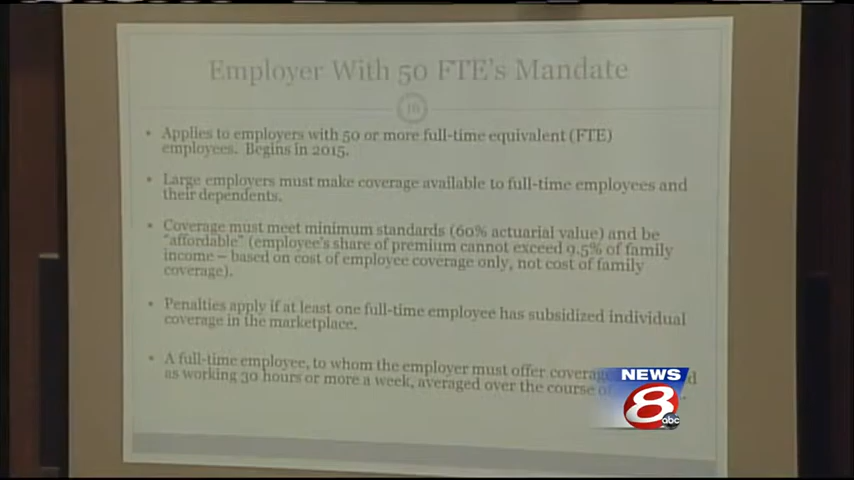 Employer With 50 FTE's Mandate
16
• Applies to employers with 50 or more full-time equivalent (FTE)
employees. Begins in 2015.
• Large employers must make coverage available to full-time employees and
their dependents.
• Coverage must meet minimum standards (60% actuarial value) and be
"affordable" (employee's share of premium cannot exceed 9.5% of family
income – based on cost of employee coverage only, not cost of family
coverage).
• Penalties apply if at least one full-time employee has subsidized individual
coverage in the marketplace.
• A full-time employee, to whom the employer must offer
as working 30 hours or more a week, averaged over the course
NEWS
8
abc